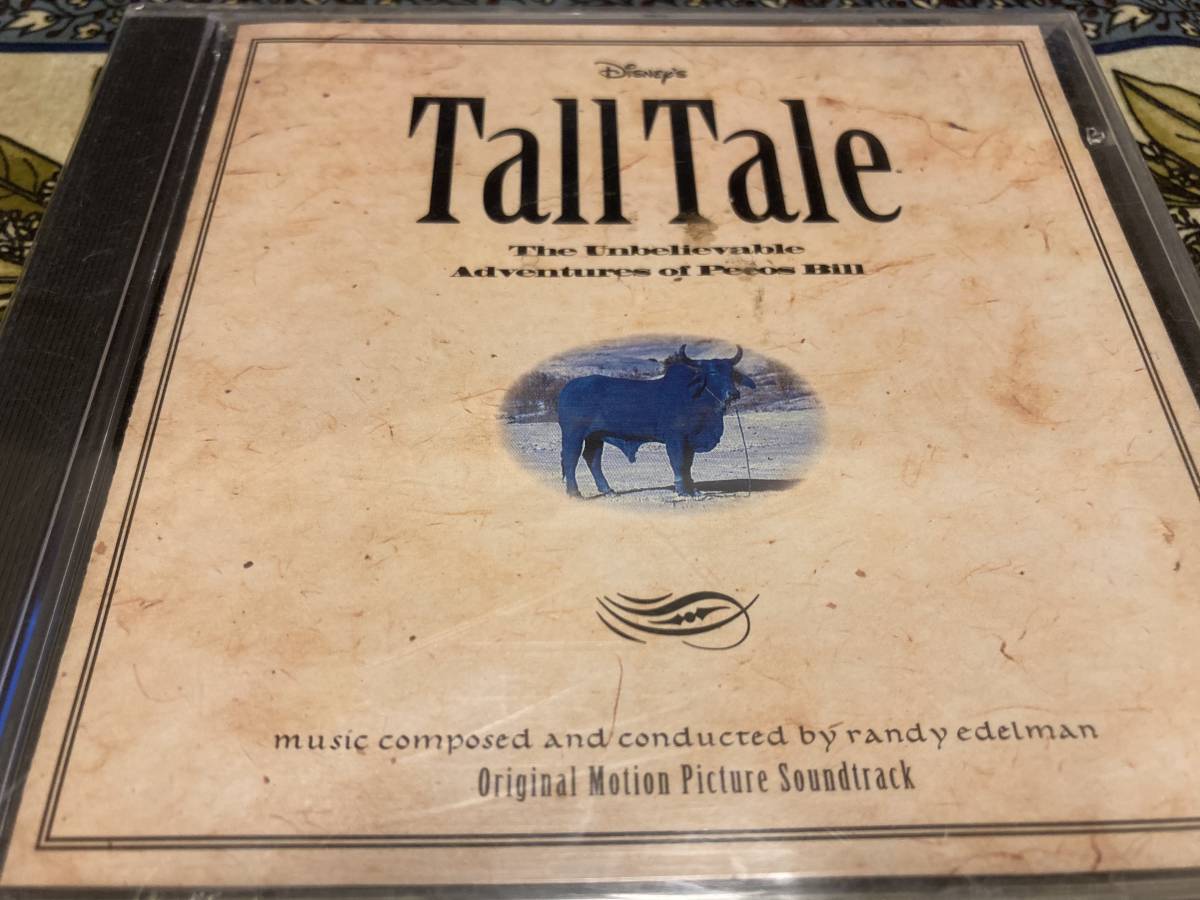 Disney's
Tall Tale
The Unbelievable
Adventures of Pecos Bill
music composed and conducted by randy edelman
Original Motion Picture Soundtrack